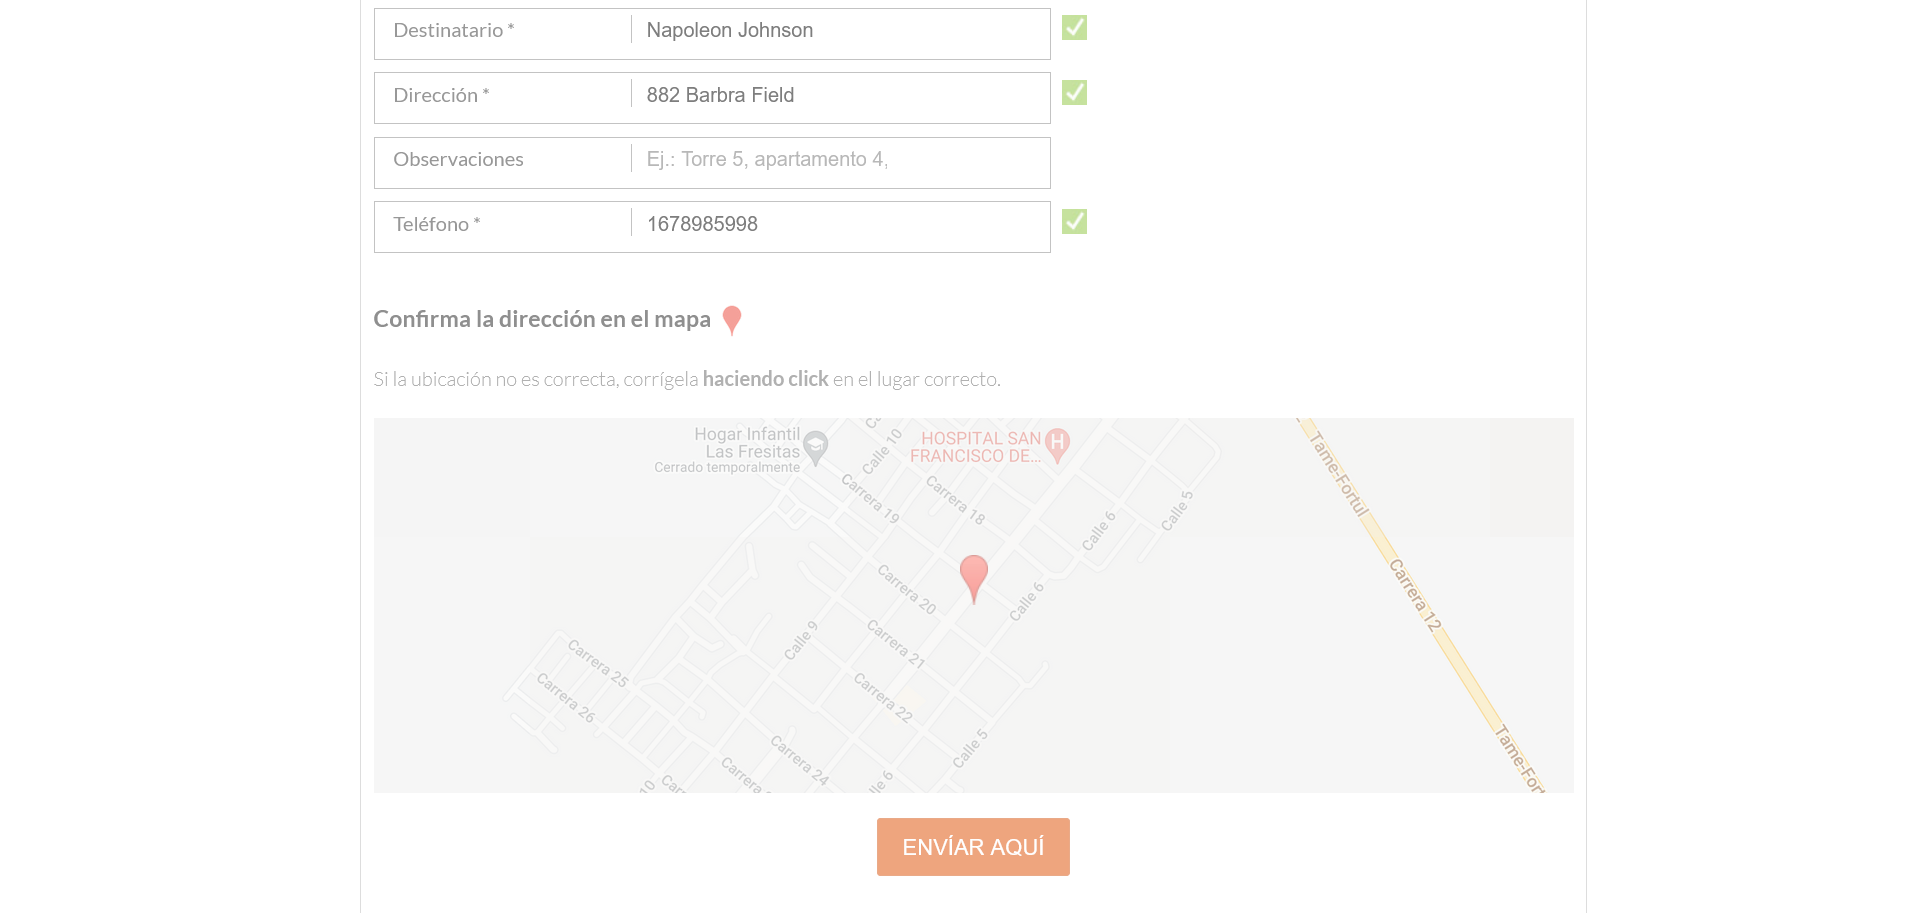 Destinatario * Napoleon Johnson
Dirección * 882 Barbra Field
Observaciones Ej.: Torre 5, apartamento 4,
Teléfono * 1678985998
Confirma la dirección en el mapa
Si la ubicación no es correcta, corrígela haciendo click en el lugar correcto.
Hogar Infantil
Las Fresitas
Cerrado temporalmente
Calle 10
HOSPITAL SAN
FRANCISCO DE...
H
Tame-Fortul
Carrera 19
Carrera 18
Calle 6
Calle 5
Carrera 20
Calle 6
Carrera 12
Calle 9
Carrera 21
Carrera 25
Carrera 26
Carrera 22
Calle 5
Carrera 24
Tame-Fort
ENVÍAR AQUÍ